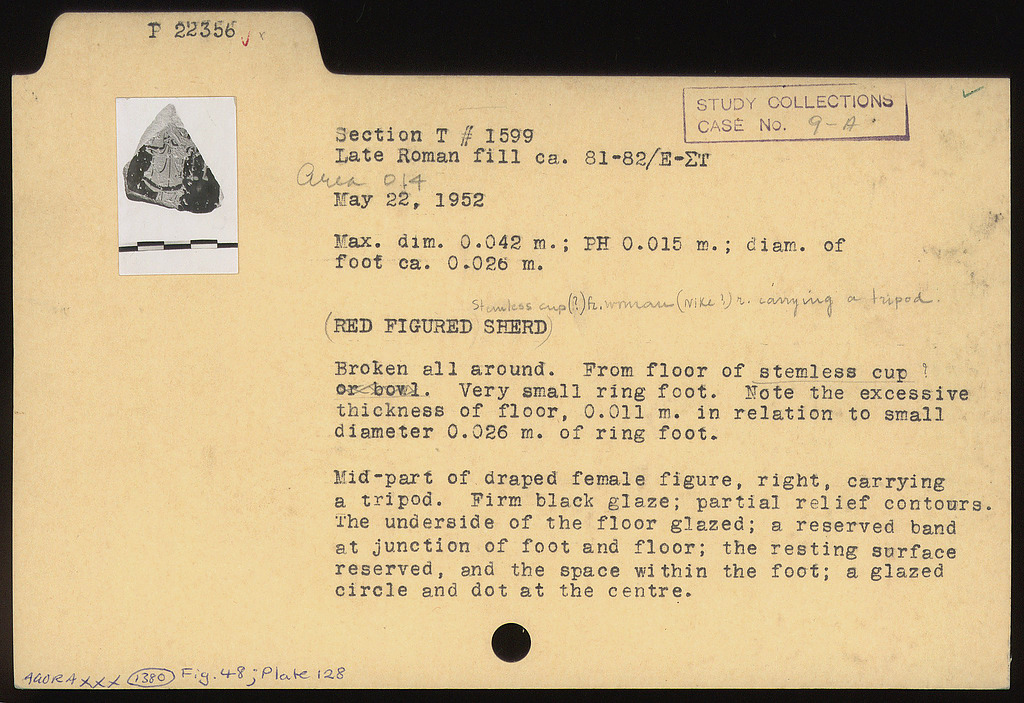 P 22356
STUDY COLLECTIONS
CASE No. 9-A
Section T # 1599
Late Roman fill ca. 81-82/E-ΣΤ
Area 014
May 22, 1952
Max. dim. 0.042 m.; PH 0.015 m.; diam. of
foot ca. 0.026 m.
Stemless cup (?) fr. woman (Nike?) r. carrying a tripod.
(RED FIGURED SHERD)
Broken all around. From floor of stemless cup ?
or bowl. Very small ring foot. Note the excessive
thickness of floor, 0.011 m. in relation to small
diameter 0.026 m. of ring foot.
Mid-part of draped female figure, right, carrying
a tripod. Firm black glaze; partial relief contours.
The underside of the floor glazed; a reserved band
at junction of foot and floor; the resting surface
reserved, and the space within the foot; a glazed
circle and dot at the centre.
AGORA XXX 1380 Fig. 48; Plate 128